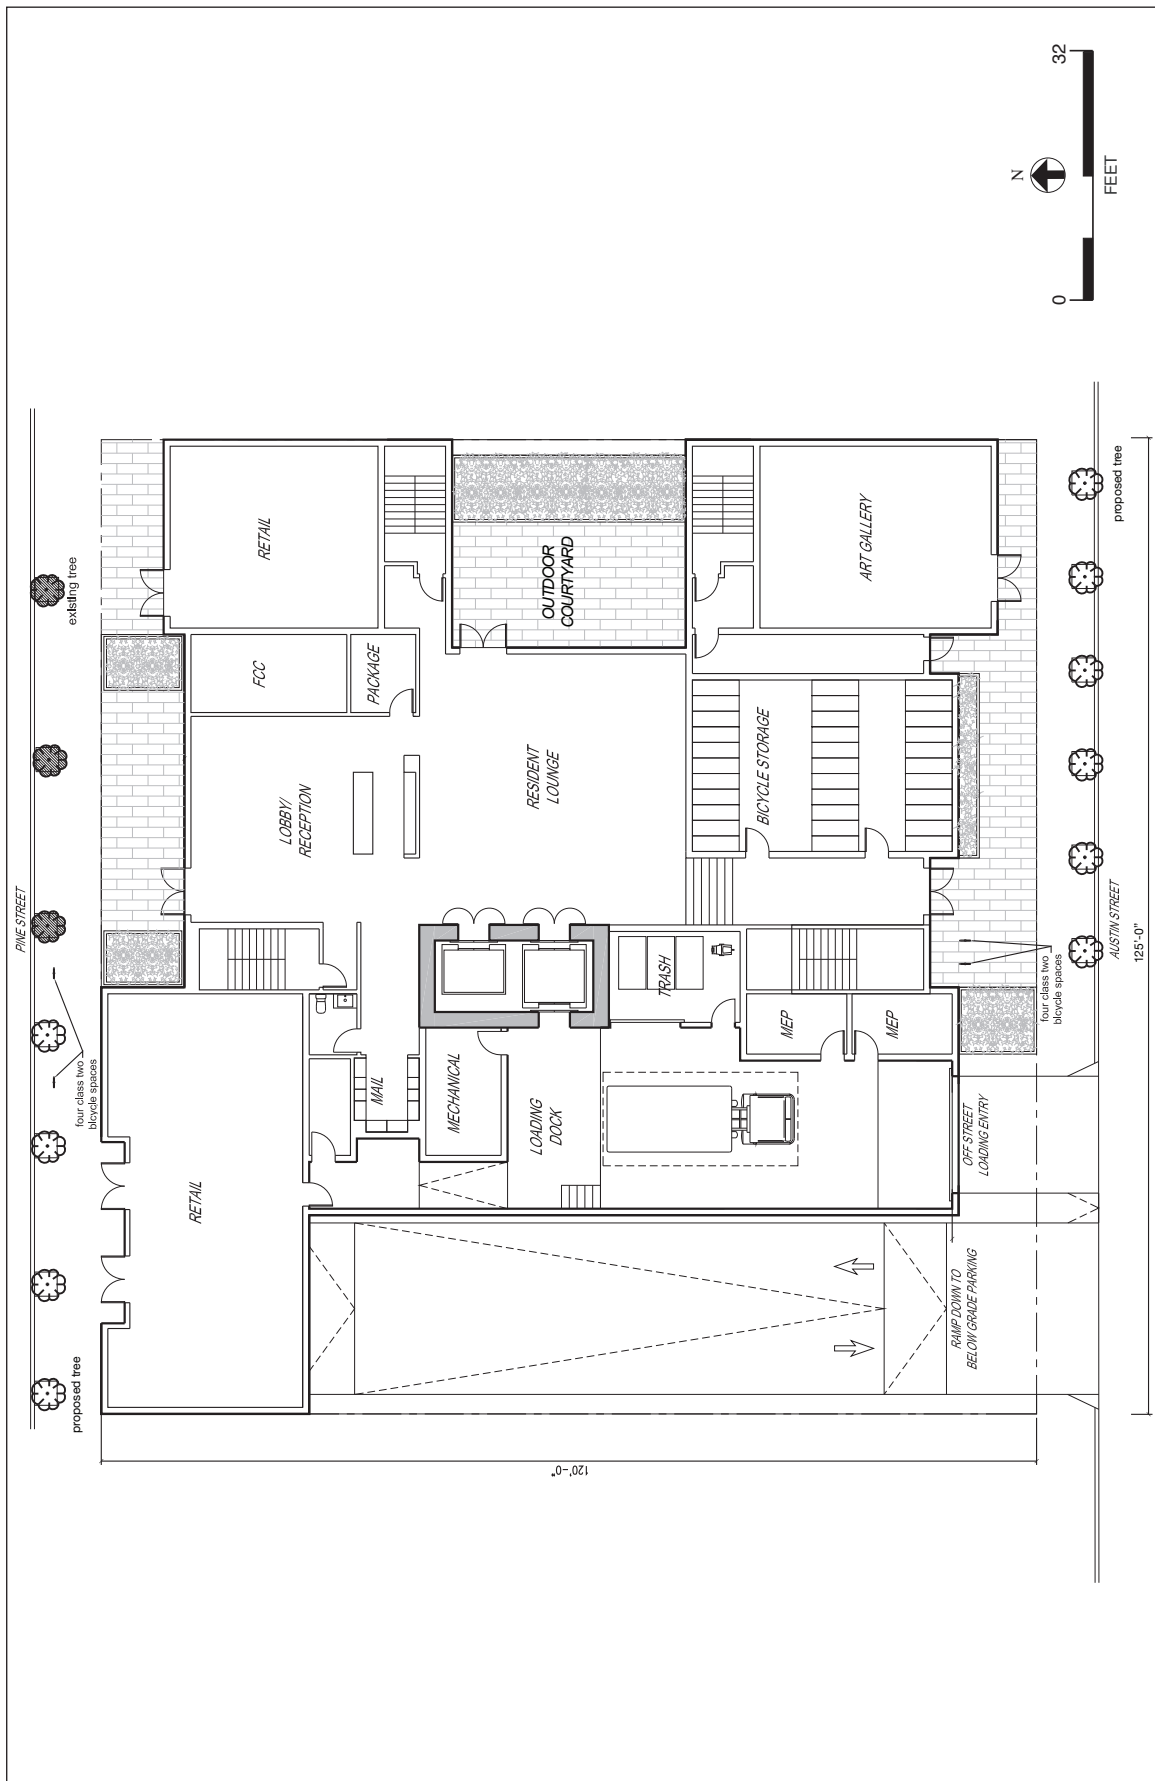 32
N
FEET
0
PINE STREET
existing tree
RETAIL
FCC
PACKAGE
OUTDOOR
COURTYARD
ART GALLERY
proposed tree
LOBBY/
RECEPTION
RESIDENT
LOUNGE
BICYCLE STORAGE
four class two
bicycle spaces
MAIL
MECHANICAL
TRASH
MEP
MEP
four class two
bicycle spaces
AUSTIN STREET
125'-0"
RETAIL
LOADING
DOCK
OFF STREET
LOADING ENTRY
RAMP DOWN TO
BELOW GRADE PARKING
proposed tree
120'-0"